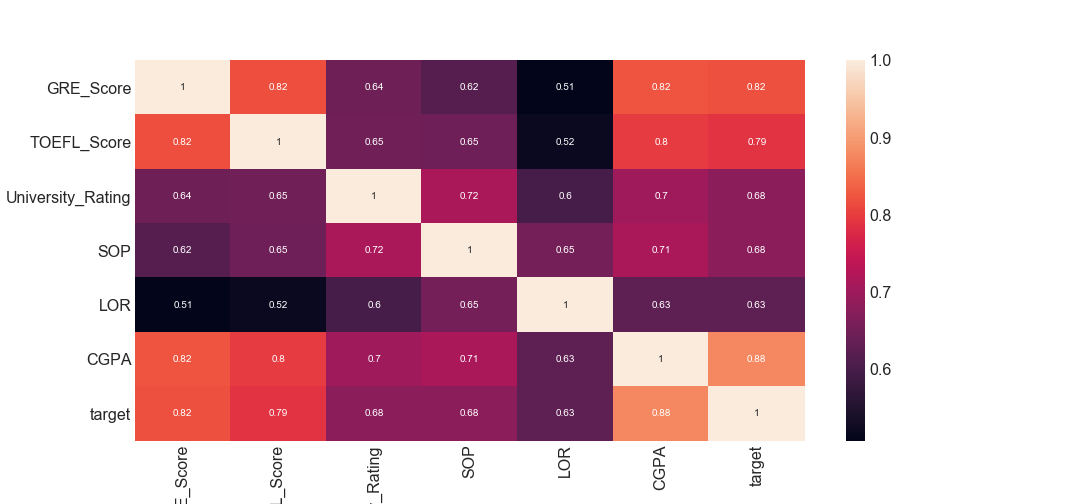 GRE_Score 1 0.82 0.64 0.62 0.51 0.82 0.82
TOEFL_Score 0.82 1 0.65 0.65 0.52 0.8 0.79
University_Rating 0.64 0.65 1 0.72 0.6 0.7 0.68
SOP 0.62 0.65 0.72 1 0.65 0.71 0.68
LOR 0.51 0.52 0.6 0.65 1 0.63 0.63
CGPA 0.82 0.8 0.7 0.71 0.63 1 0.88
target 0.82 0.79 0.68 0.68 0.63 0.88 1
E_Score L_Score y_Rating SOP LOR CGPA target
1.0
0.9
0.8
0.7
0.6